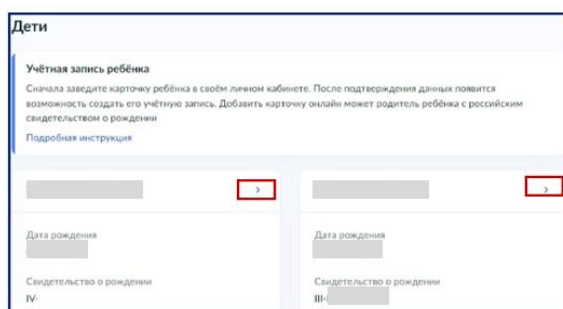 Дети
Учётная запись ребёнка
Сначала заведите карточку ребёнка в своём личном кабинете. После подтверждения данных появится
возможность создать его учётную запись. Добавить карточку онлайн может родитель ребёнка с российским
свидетельством о рождении
Подробная инструкция
Дата рождения
Дата рождения
Свидетельство о рождении
Свидетельство о рождении
IV-
III-